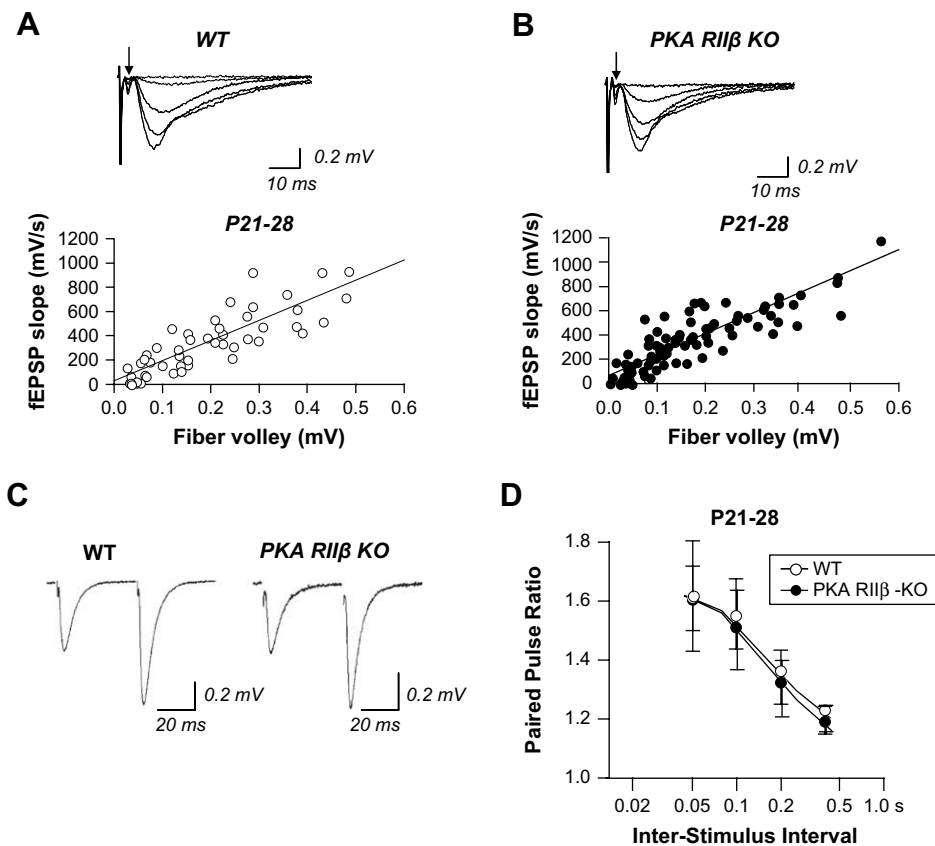 A
WT
0.2 mV
10 ms
P21-28
fEPSP slope (mV/s)
1200
1000
800
600
400
200
0
0.0 0.1 0.2 0.3 0.4 0.5 0.6
Fiber volley (mV)
B
PKA RIIβ KO
0.2 mV
10 ms
P21-28
fEPSP slope (mV/s)
1200
1000
800
600
400
200
0
0.0 0.1 0.2 0.3 0.4 0.5 0.6
Fiber volley (mV)
C
WT
PKA RIIβ KO
0.2 mV
20 ms
0.2 mV
20 ms
D
P21-28
WT
PKA RIIβ -KO
Paired Pulse Ratio
1.8
1.6
1.4
1.2
1.0
0.02 0.05 0.1 0.2 0.5 1.0 s
Inter-Stimulus Interval